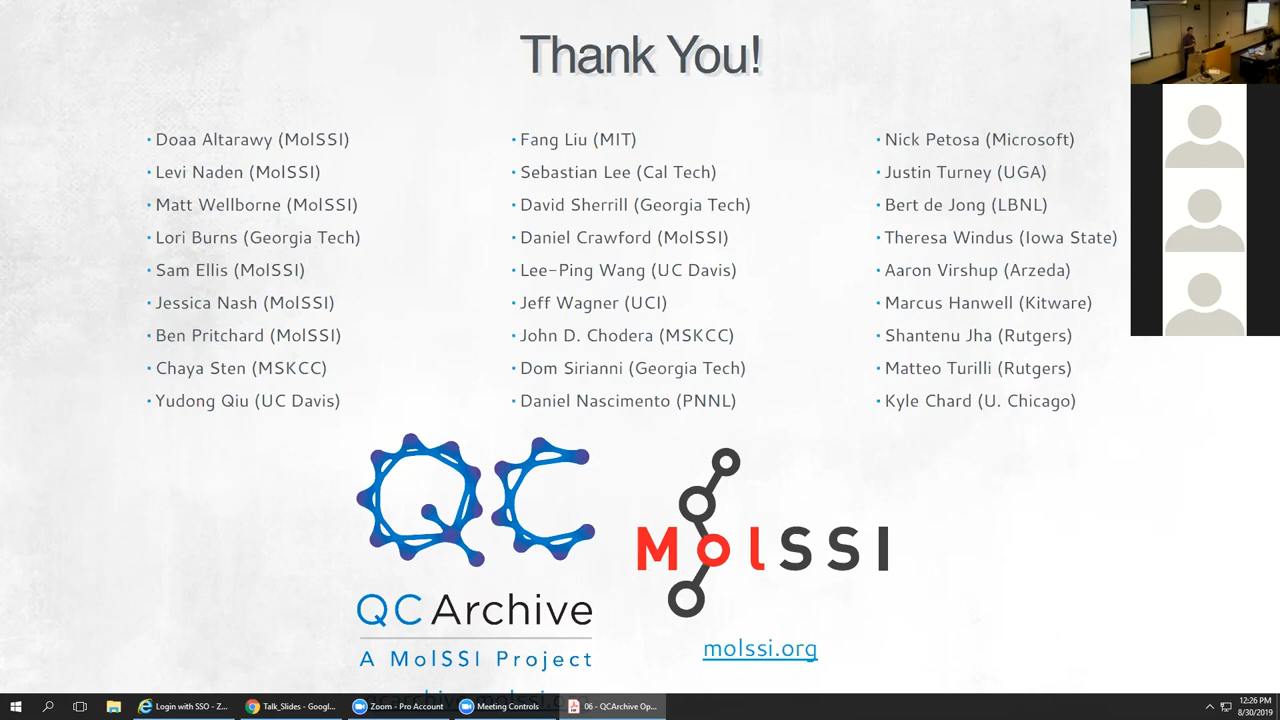 Thank You!
Doaa Altarawy (MolSSI)
Levi Naden (MolSSI)
Matt Wellborne (MolSSI)
Lori Burns (Georgia Tech)
Sam Ellis (MolSSI)
Jessica Nash (MolSSI)
Ben Pritchard (MolSSI)
Chaya Sten (MSKCC)
Yudong Qiu (UC Davis)
Fang Liu (MIT)
Sebastian Lee (Cal Tech)
David Sherrill (Georgia Tech)
Daniel Crawford (MolSSI)
Lee-Ping Wang (UC Davis)
Jeff Wagner (UCI)
John D. Chodera (MSKCC)
Dom Sirianni (Georgia Tech)
Daniel Nascimento (PNNL)
Nick Petosa (Microsoft)
Justin Turney (UGA)
Bert de Jong (LBNL)
Theresa Windus (Iowa State)
Aaron Virshup (Arzeda)
Marcus Hanwell (Kitware)
Shantenu Jha (Rutgers)
Matteo Turilli (Rutgers)
Kyle Chard (U. Chicago)
QC
QCArchive
A MolSSI Project
MolSSI
molssi.org
Login with SSO - Z...
Talk_Slides - Googl...
Zoom - Pro Account
Meeting Controls
06 - QCArchive Op...
12:26 PM
8/30/2019